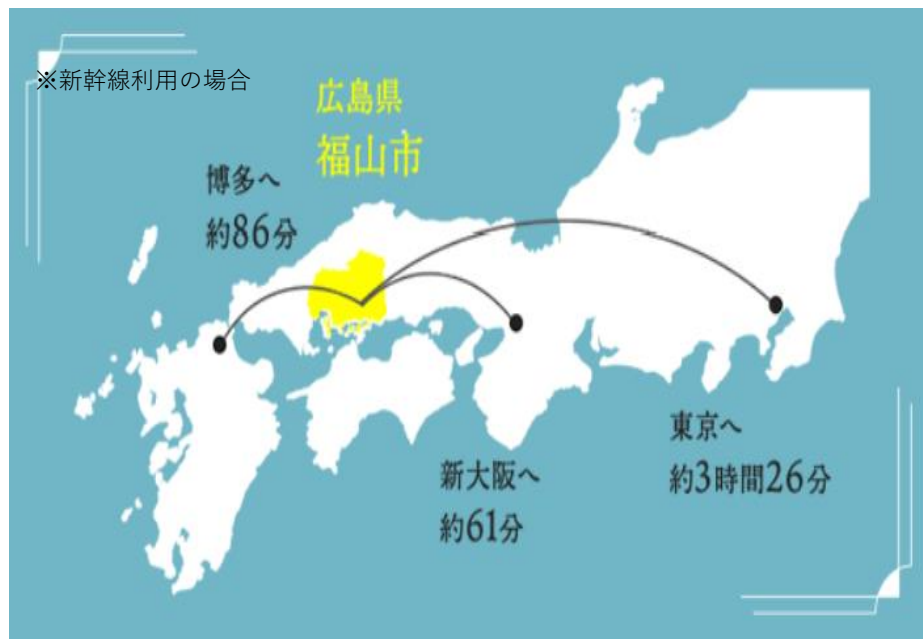 ※新幹線利用の場合
広島県
福山市
博多へ
約86分
新大阪へ
約61分
東京へ
約3時間26分